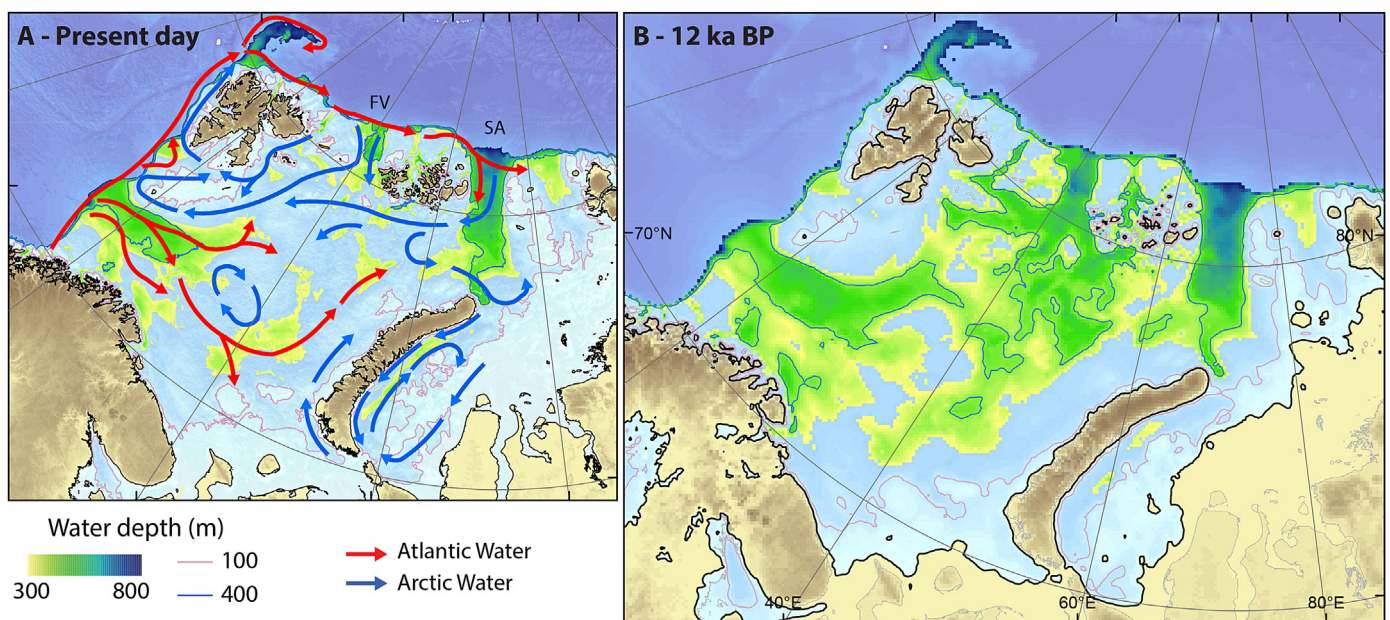 A - Present day
FV
SA
B - 12 ka BP
70°N
80°N
40°E
60°E
80°E
Water depth (m)
300
800
100
400
Atlantic Water
Arctic Water